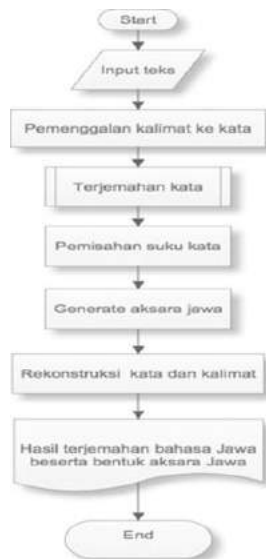 Start
Input teks
Pemenggalan kalimat ke kata
Terjemahan kata
Pemisahan suku kata
Generate aksara jawa
Rekonstruksi kata dan kalimat
Hasil terjemahan bahasa Jawa
beserta bentuk aksara Jawa
End